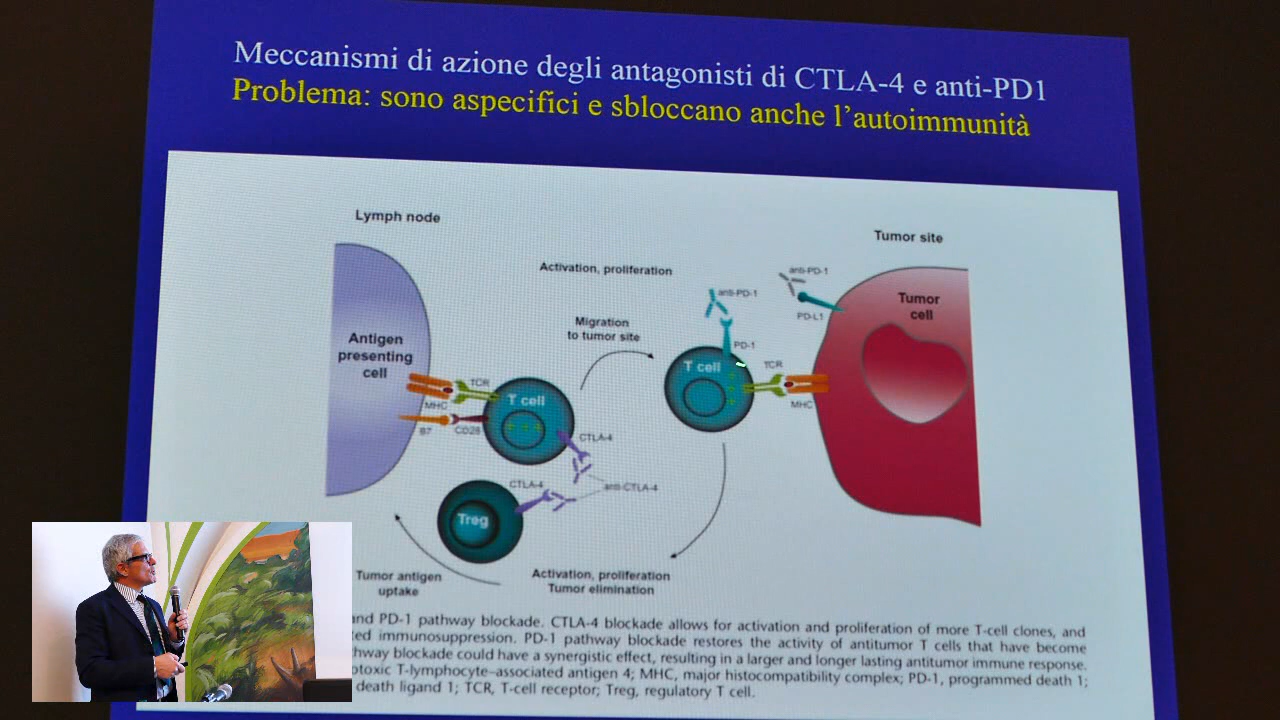 Meccanismi di azione degli antagonisti di CTLA-4 e anti-PD1
Problema: sono aspecifici e sbloccano anche l'autoimmunità
Lymph node
Tumor site
Activation, proliferation
anti-PD-1
anti-PD-1
PD-L1
Tumor
cell
Migration
to tumor site
Antigen
presenting
cell
PD-1
T cell
TCR
MHC
TCR
MHC
T cell
B7
CD28
CTLA-4
CTLA-4
anti-CTLA-4
Treg
Tumor antigen
uptake
Activation, proliferation
Tumor elimination
and PD-1 pathway blockade. CTLA-4 blockade allows for activation and proliferation of more T-cell clones, and
immunosuppression. PD-1 pathway blockade restores the activity of antitumor T cells that have become
blockade could have a synergistic effect, resulting in a larger and longer lasting antitumor immune response.
T-lymphocyte–associated antigen 4; MHC, major histocompatibility complex; PD-1, programmed death 1;
death ligand 1; TCR, T-cell receptor; Treg, regulatory T cell.